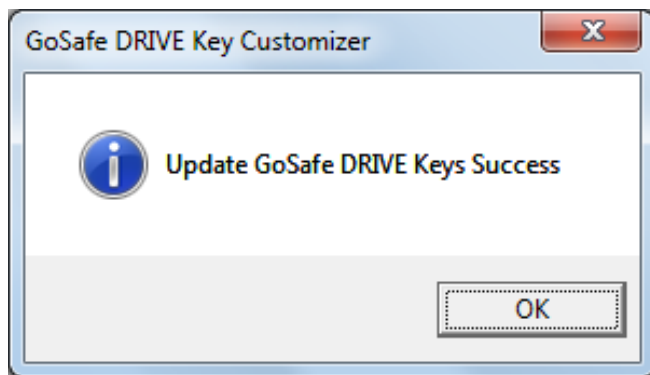 GoSafe DRIVE Key Customizer
Update GoSafe DRIVE Keys Success
OK